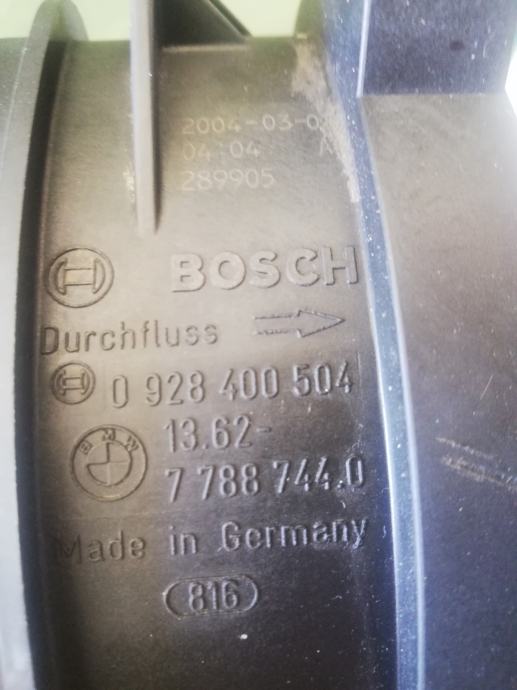 2004-03-0
04:04
289905
BOSCH
Durchfluss
0 928 400 504
BMW
13.62-
7 788 744.0
Made in Germany
816